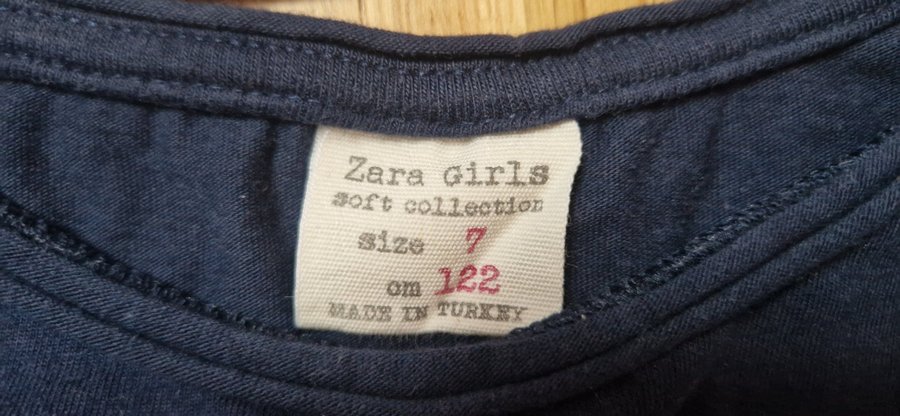 Zara Girls
soft collection
size 7
cm 122
MADE IN TURKEY